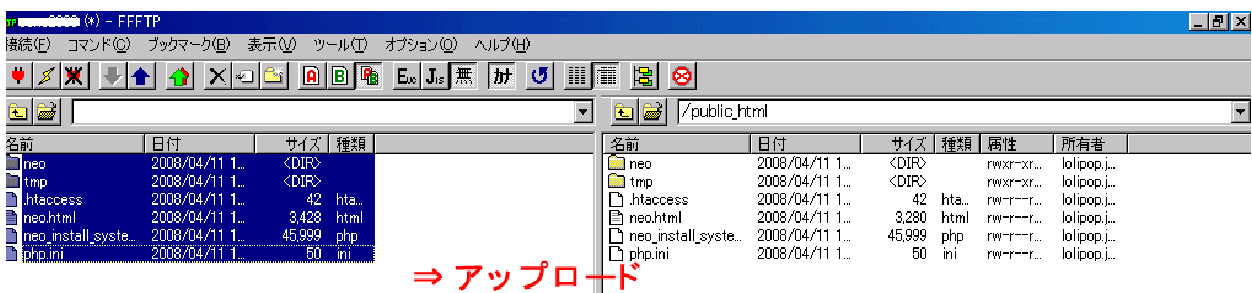 (*) - FFFTP
接続(F) コマンド(C) ブックマーク(B) 表示(V) ツール(T) オプション(O) ヘルプ(H)
A B Euc Jis 無 カナ
/public_html
名前 日付 サイズ 種類 名前 日付 サイズ 種類 属性 所有者
neo 2008/04/11 1... <DIR> neo 2008/04/11 1... <DIR> rwxr-xr... lolipop.j...
tmp 2008/04/11 1... <DIR> tmp 2008/04/11 1... <DIR> rwxr-xr... lolipop.j...
.htaccess 2008/04/11 1... 42 hta... .htaccess 2008/04/11 1... 42 hta... rw-r--r... lolipop.j...
neo.html 2008/04/11 1... 3,428 html neo.html 2008/04/11 1... 3,280 html rw-r--r... lolipop.j...
neo_install_syste... 2008/04/11 1... 45,999 php neo_install_syste... 2008/04/11 1... 45,999 php rw-r--r... lolipop.j...
php.ini 2008/04/11 1... 50 ini php.ini 2008/04/11 1... 50 ini rw-r--r... lolipop.j...
⇒ アップロード